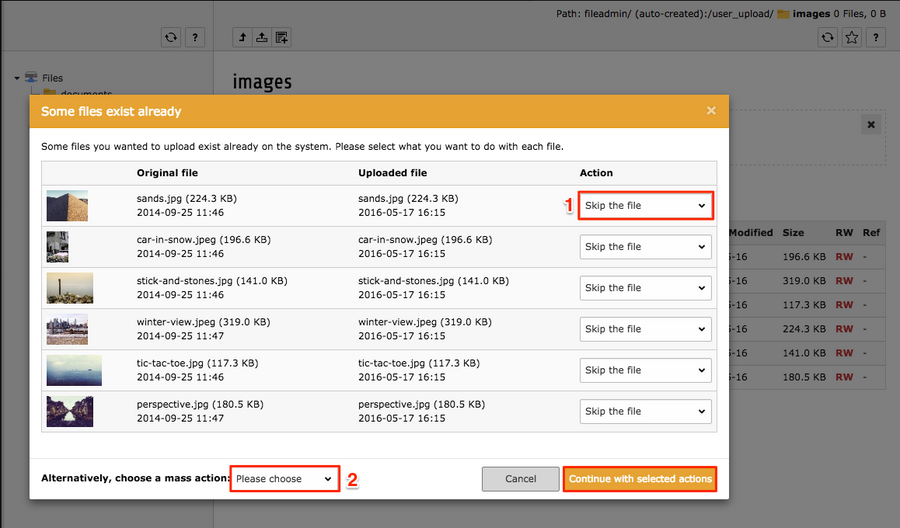 Path: fileadmin/ (auto-created):/user_upload/ images 0 Files, 0 B
?
?
Files
documents
images
Some files exist already
×
Some files you wanted to upload exist already on the system. Please select what you want to do with each file.
Original file Uploaded file Action
sands.jpg (224.3 KB) sands.jpg (224.3 KB)
2014-09-25 11:46 2016-05-17 16:15
1 Skip the file
car-in-snow.jpeg (196.6 KB) car-in-snow.jpeg (196.6 KB)
2014-09-25 11:46 2016-05-17 16:15
Skip the file
stick-and-stones.jpg (141.0 KB) stick-and-stones.jpg (141.0 KB)
2014-09-25 11:46 2016-05-17 16:15
Skip the file
winter-view.jpeg (319.0 KB) winter-view.jpeg (319.0 KB)
2014-09-25 11:47 2016-05-17 16:15
Skip the file
tic-tac-toe.jpg (117.3 KB) tic-tac-toe.jpg (117.3 KB)
2014-09-25 11:46 2016-05-17 16:15
Skip the file
perspective.jpg (180.5 KB) perspective.jpg (180.5 KB)
2014-09-25 11:47 2016-05-17 16:15
Skip the file
Alternatively, choose a mass action: Please choose 2
Cancel
Continue with selected actions
Modified Size RW Ref
-16 196.6 KB RW -
-16 319.0 KB RW -
-16 117.3 KB RW -
-16 224.3 KB RW -
-16 141.0 KB RW -
-16 180.5 KB RW -